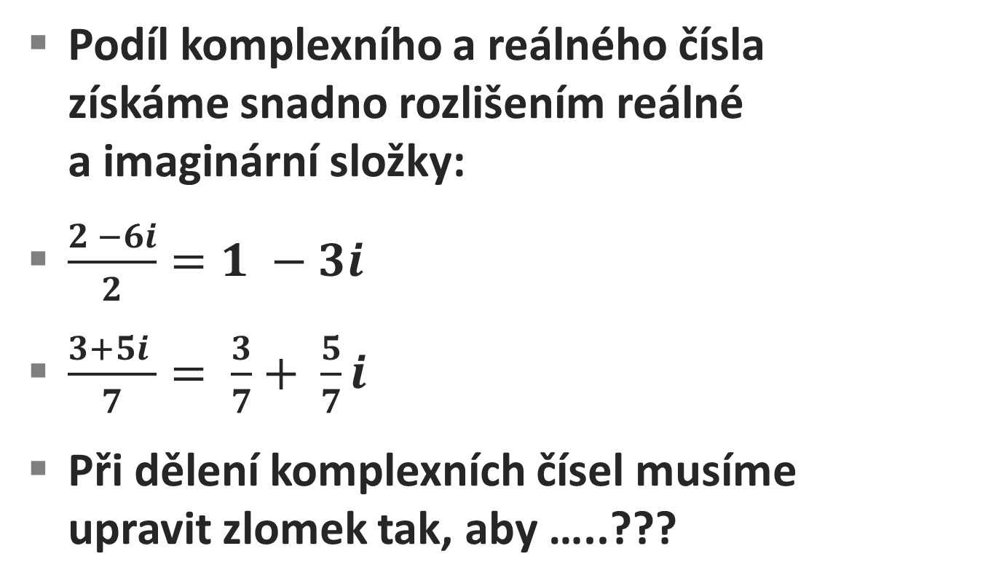 ▪ Podíl komplexního a reálného čísla
získáme snadno rozlišením reálné
a imaginární složky:
▪ \frac{2 - 6i}{2} = 1 - 3i
▪ \frac{3+5i}{7} = \frac{3}{7} + \frac{5}{7} i
▪ Při dělení komplexních čísel musíme
upravit zlomek tak, aby …..???